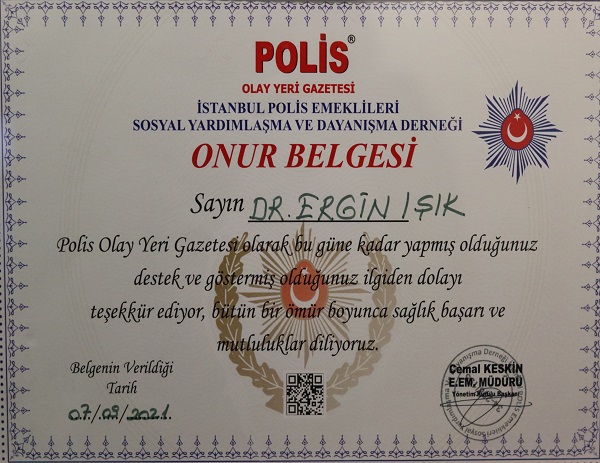 POLİS®
OLAY YERİ GAZETESİ
İSTANBUL POLİS EMEKLİLERİ
SOSYAL YARDIMLAŞMA VE DAYANIŞMA DERNEĞİ
ONUR BELGESİ
Sayın DR. ERGİN IŞIK
Polis Olay Yeri Gazetesi olarak bu güne kadar yapmış olduğunuz
destek ve göstermiş olduğunuz ilgiden dolayı
teşekkür ediyor, bütün bir ömür boyunca sağlık başarı ve
mutluluklar diliyoruz.
Belgenin Verildiği
Tarih
07/09/2021
Cemal KESKİN
E.EM. MÜDÜRÜ
Yönetim Kurulu Başkanı